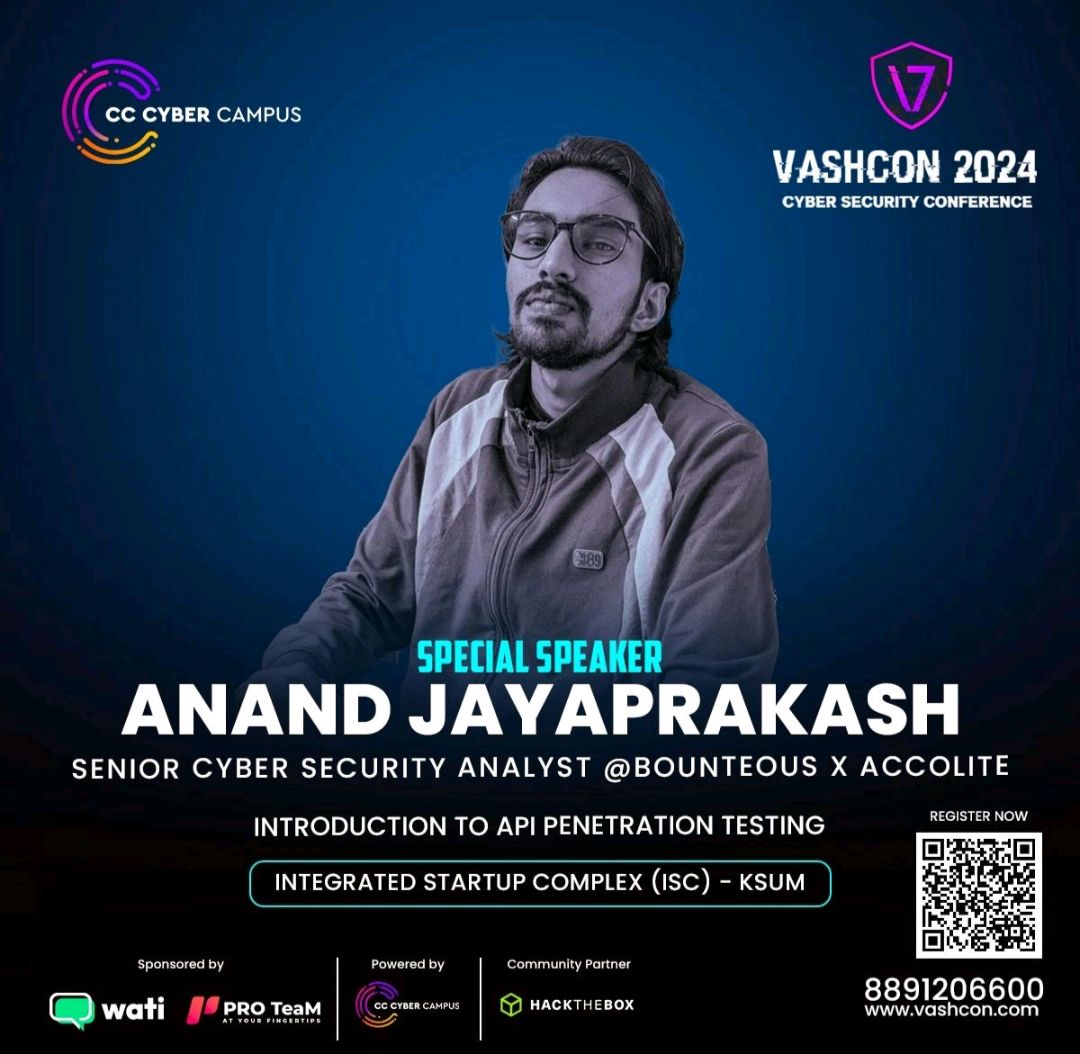 CC CYBER CAMPUS
V7
VASHCON 2024
CYBER SECURITY CONFERENCE
89
SPECIAL SPEAKER
ANAND JAYAPRAKASH
SENIOR CYBER SECURITY ANALYST @BOUNTEOUS X ACCOLITE
INTRODUCTION TO API PENETRATION TESTING
INTEGRATED STARTUP COMPLEX (ISC) - KSUM
REGISTER NOW
Sponsored by
wati
PRO TeaM
AT YOUR FINGERTIPS
Powered by
CC CYBER CAMPUS
Community Partner
HACKTHEBOX
8891206600
www.vashcon.com